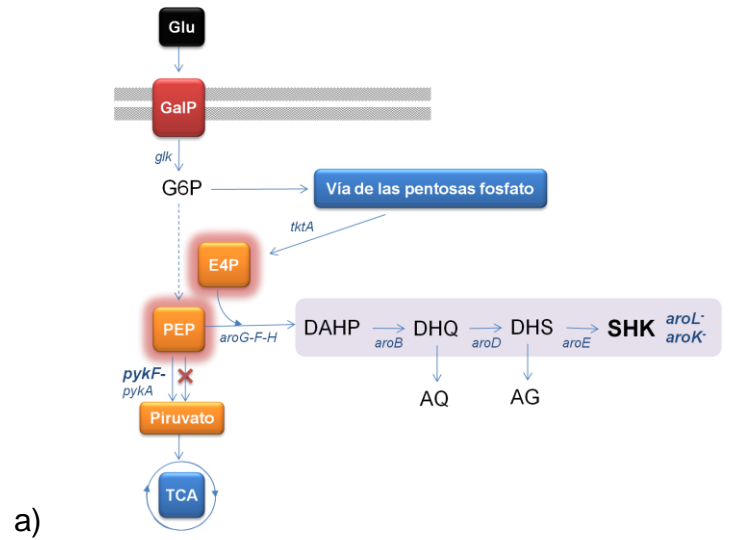 Glu
GalP
glk
G6P
Vía de las pentosas fosfato
tktA
E4P
PEP
aroG-F-H
DAHP
aroB
DHQ
aroD
DHS
aroE
SHK
aroL-
aroK-
pykF-
pykA
AQ
AG
Piruvato
TCA
a)